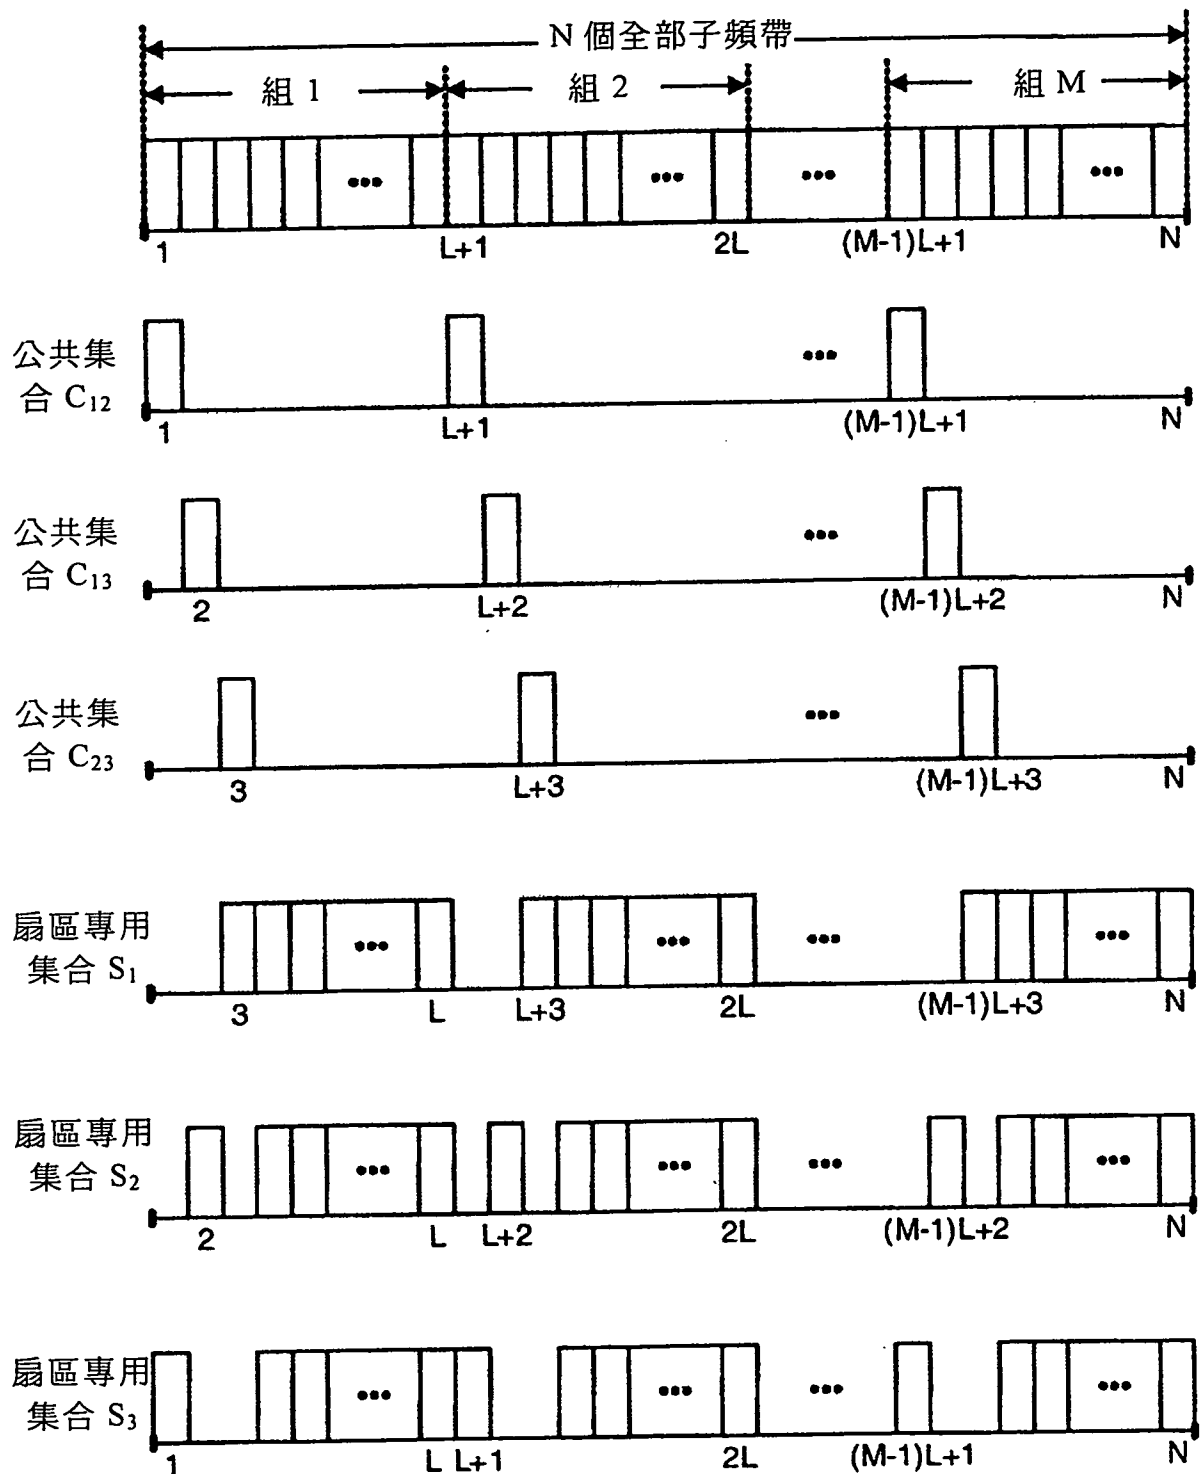 N 個全部子頻帶
組 1 組 2 組 M
••• ••• ••• •••
1 L+1 2L (M-1)L+1 N
公共集
合 C₁₂
•••
1 L+1 (M-1)L+1 N
公共集
合 C₁₃
•••
2 L+2 (M-1)L+2 N
公共集
合 C₂₃
•••
3 L+3 (M-1)L+3 N
扇區專用
集合 S₁
••• ••• ••• •••
3 L L+3 2L (M-1)L+3 N
扇區專用
集合 S₂
••• ••• ••• •••
2 L L+2 2L (M-1)L+2 N
扇區專用
集合 S₃
••• ••• ••• •••
1 L L+1 2L (M-1)L+1 N